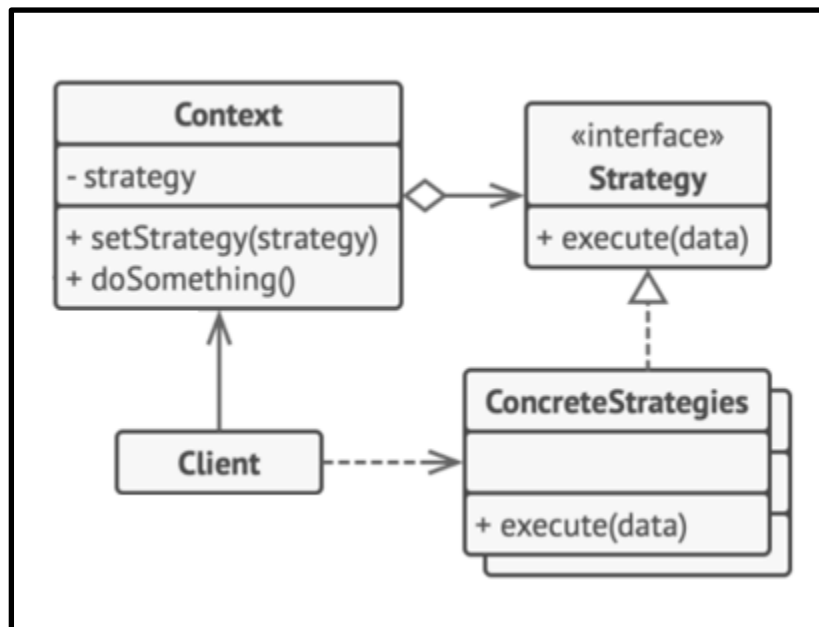 Context
- strategy
+ setStrategy(strategy)
+ doSomething()
«interface»
Strategy
+ execute(data)
Client
ConcreteStrategies
+ execute(data)